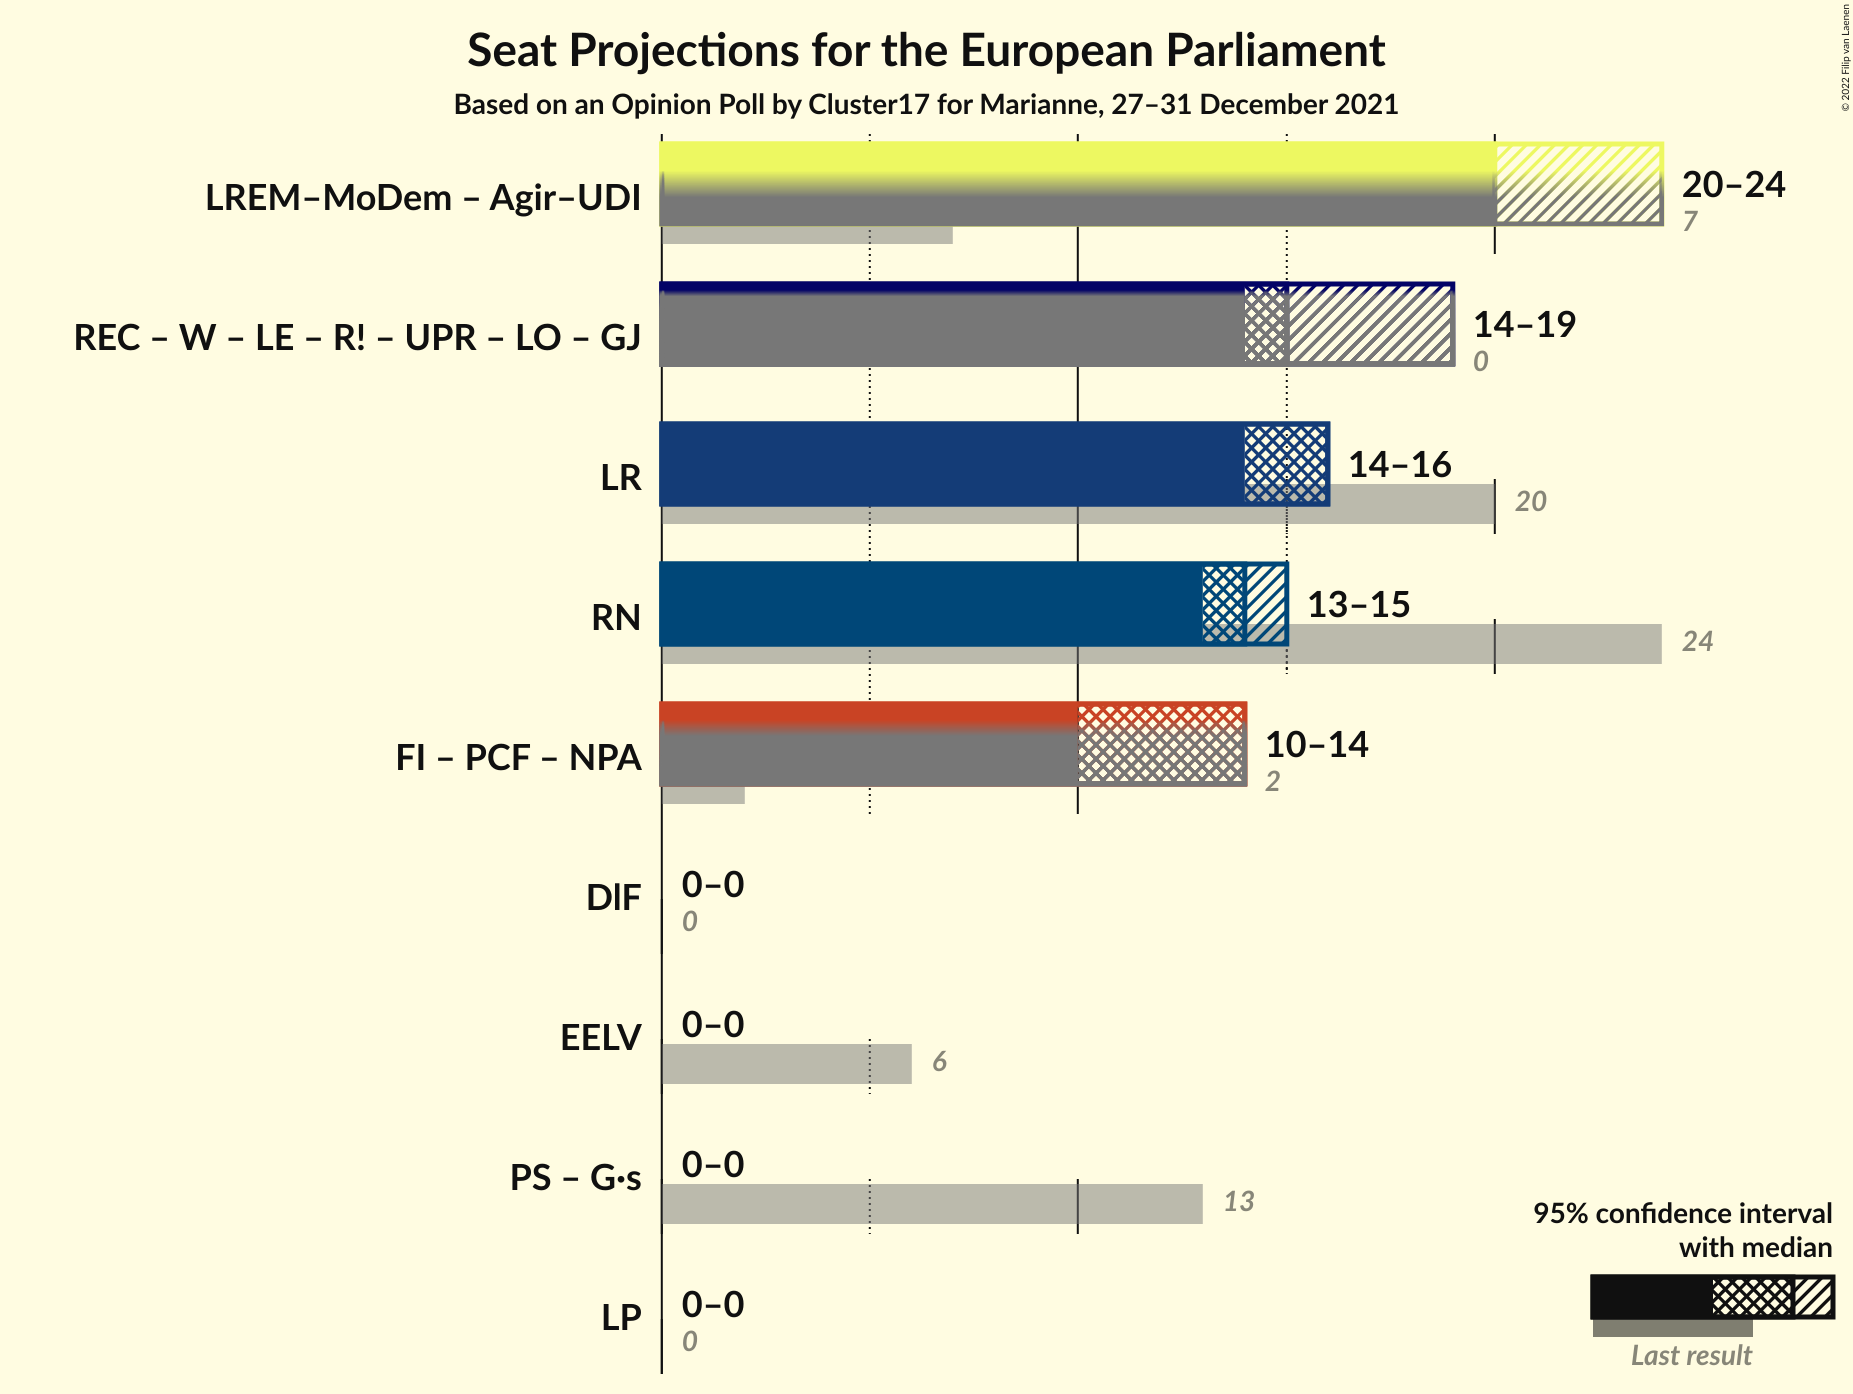 Seat Projections for the European Parliament
Based on an Opinion Poll by Cluster17 for Marianne, 27–31 December 2021
© 2022 Filip van Laenen
LREM–MoDem – Agir–UDI
20–24
7
REC – W – LE – R! – UPR – LO – GJ
14–19
0
LR
14–16
20
RN
13–15
24
FI – PCF – NPA
10–14
2
DlF
0–0
0
EELV
0–0
6
PS – G·s
0–0
13
LP
0–0
0
95% confidence interval
with median
Last result